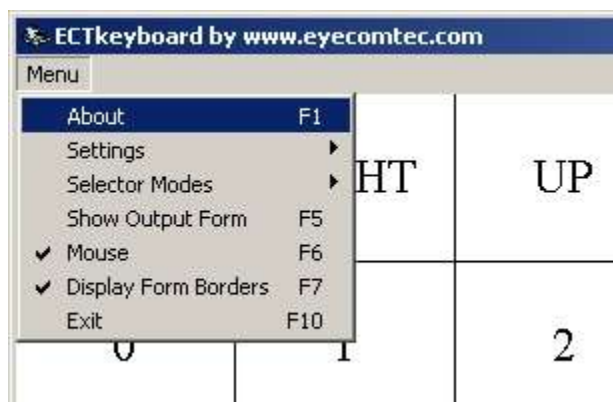 ECTkeyboard by www.eyecomtec.com
Menu
About F1
Settings
Selector Modes
Show Output Form F5
Mouse F6
Display Form Borders F7
Exit F10
HT UP
0 1 2